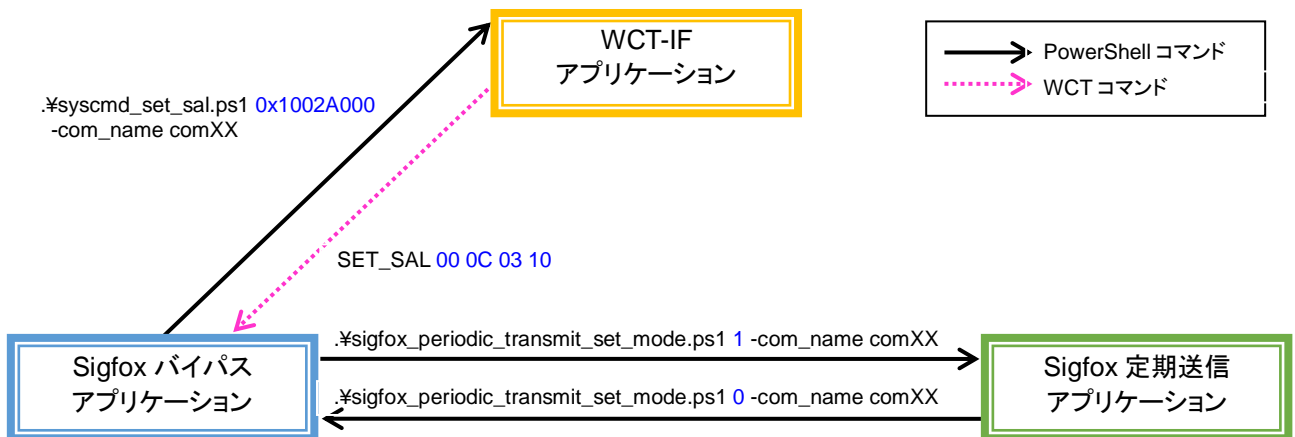 WCT-IF
アプリケーション
PowerShell コマンド
WCT コマンド
.¥syscmd_set_sal.ps1 0x1002A000
-com_name comXX
SET_SAL 00 0C 03 10
.¥sigfox_periodic_transmit_set_mode.ps1 1 -com_name comXX
Sigfox バイパス
アプリケーション
Sigfox 定期送信
アプリケーション
.¥sigfox_periodic_transmit_set_mode.ps1 0 -com_name comXX